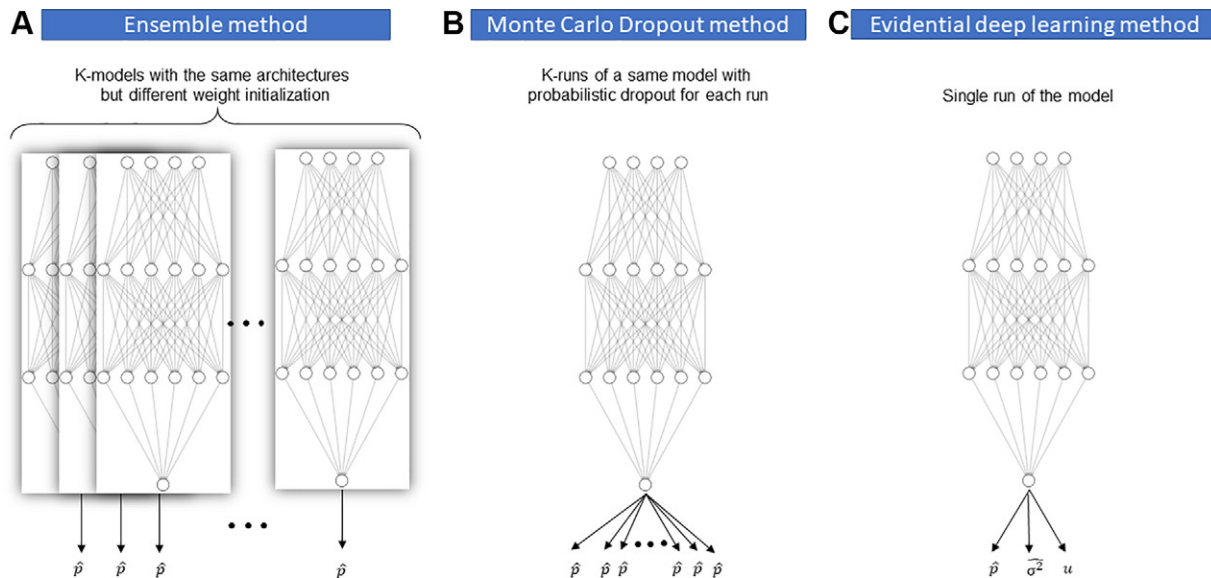 A Ensemble method
K-models with the same architectures
but different weight initialization
p̂ p̂ p̂ p̂
B Monte Carlo Dropout method
K-runs of a same model with
probabilistic dropout for each run
p̂ p̂ p̂ p̂ p̂ p̂
C Evidential deep learning method
Single run of the model
p̂ σ̂² u